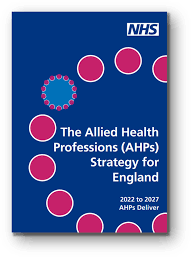 NHS
The Allied Health
Professions (AHPs)
Strategy for
England
2022 to 2027
AHPs Deliver